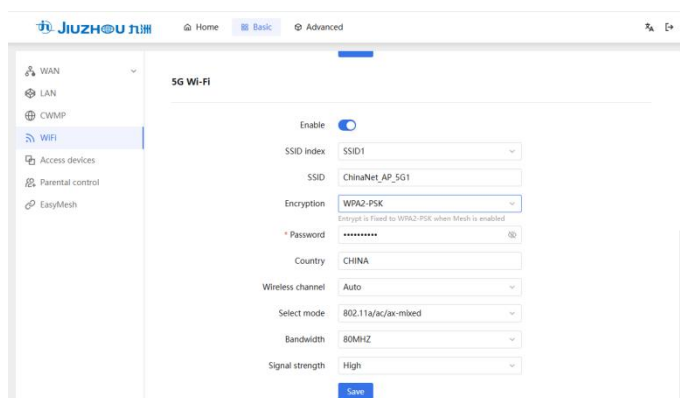 JIUZHOU 九洲 Home Basic Advanced
WAN
LAN
CWMP
WiFi
Access devices
Parental control
EasyMesh
5G Wi-Fi
Enable
SSID index SSID1
SSID ChinaNet_AP_5G1
Encryption WPA2-PSK
Entrypt is Fixed to WPA2-PSK when Mesh is enabled
* Password ••••••••••
Country CHINA
Wireless channel Auto
Select mode 802.11a/ac/ax-mixed
Bandwidth 80MHZ
Signal strength High
Save